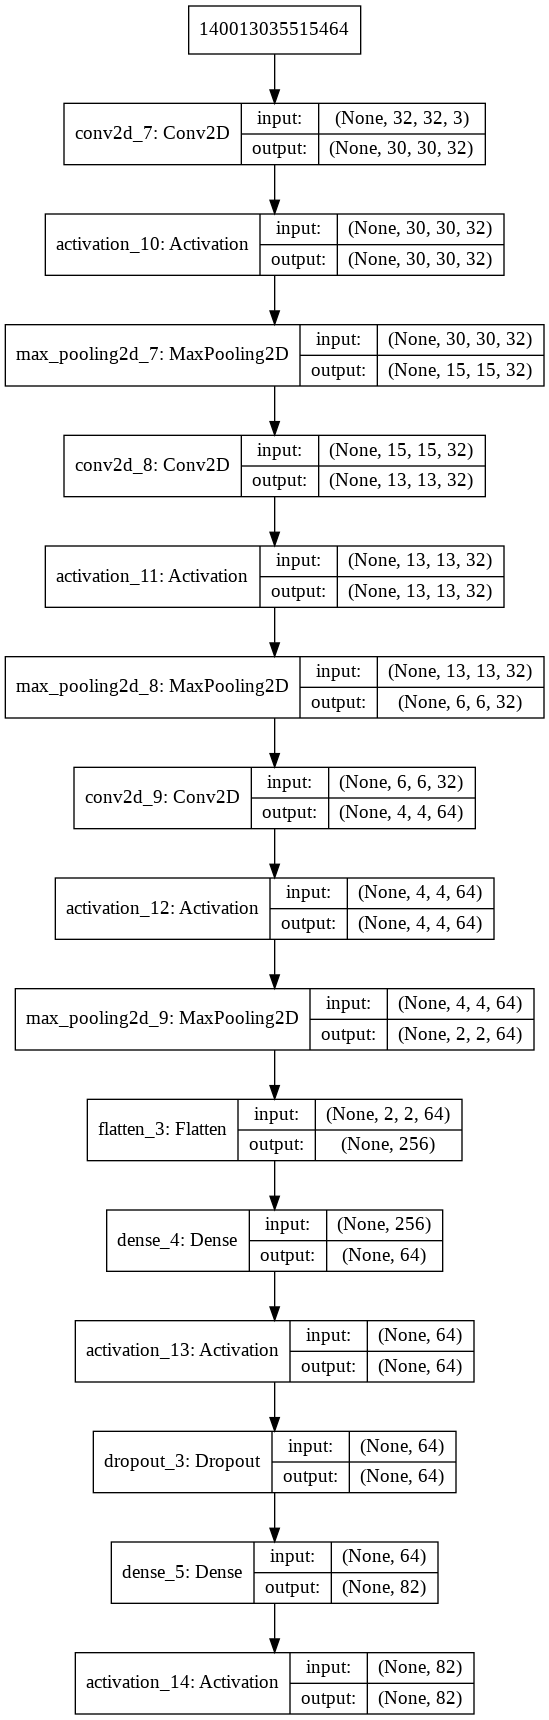 140013035515464
conv2d_7: Conv2D
input: (None, 32, 32, 3)
output: (None, 30, 30, 32)
activation_10: Activation
input: (None, 30, 30, 32)
output: (None, 30, 30, 32)
max_pooling2d_7: MaxPooling2D
input: (None, 30, 30, 32)
output: (None, 15, 15, 32)
conv2d_8: Conv2D
input: (None, 15, 15, 32)
output: (None, 13, 13, 32)
activation_11: Activation
input: (None, 13, 13, 32)
output: (None, 13, 13, 32)
max_pooling2d_8: MaxPooling2D
input: (None, 13, 13, 32)
output: (None, 6, 6, 32)
conv2d_9: Conv2D
input: (None, 6, 6, 32)
output: (None, 4, 4, 64)
activation_12: Activation
input: (None, 4, 4, 64)
output: (None, 4, 4, 64)
max_pooling2d_9: MaxPooling2D
input: (None, 4, 4, 64)
output: (None, 2, 2, 64)
flatten_3: Flatten
input: (None, 2, 2, 64)
output: (None, 256)
dense_4: Dense
input: (None, 256)
output: (None, 64)
activation_13: Activation
input: (None, 64)
output: (None, 64)
dropout_3: Dropout
input: (None, 64)
output: (None, 64)
dense_5: Dense
input: (None, 64)
output: (None, 82)
activation_14: Activation
input: (None, 82)
output: (None, 82)